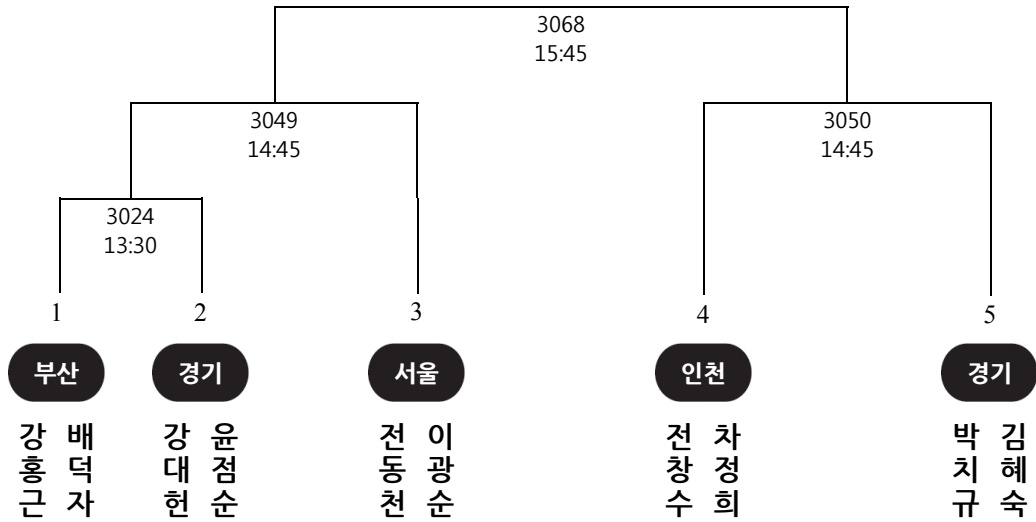 3068
15:45
3049
14:45
3050
14:45
3024
13:30
1
2
3
4
5
부산
경기
서울
인천
경기
강홍근 배덕자
강대헌 윤점순
전동천 이광순
전창수 차정희
박치규 김혜숙